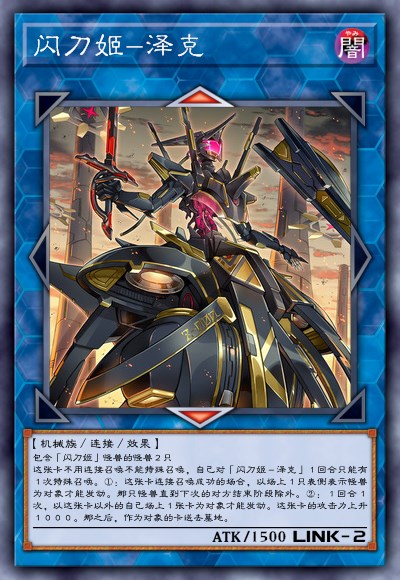 闪刀姬-泽克
やみ
闇
【机械族／连接／效果】
包含「闪刀姬」怪兽的怪兽２只
这张卡不用连接召唤不能特殊召唤，自己对「闪刀姬－泽克」１回合只能有
１次特殊召唤。①：这张卡连接召唤成功的场合，以场上１只表侧表示怪兽
为对象才能发动。那只怪兽直到下次的对方结束阶段除外。②：１回合１
次，以这张卡以外的自己场上１张卡为对象才能发动。这张卡的攻击力上升
１０００。那之后，作为对象的卡送去墓地。
ATK/1500 LINK-2